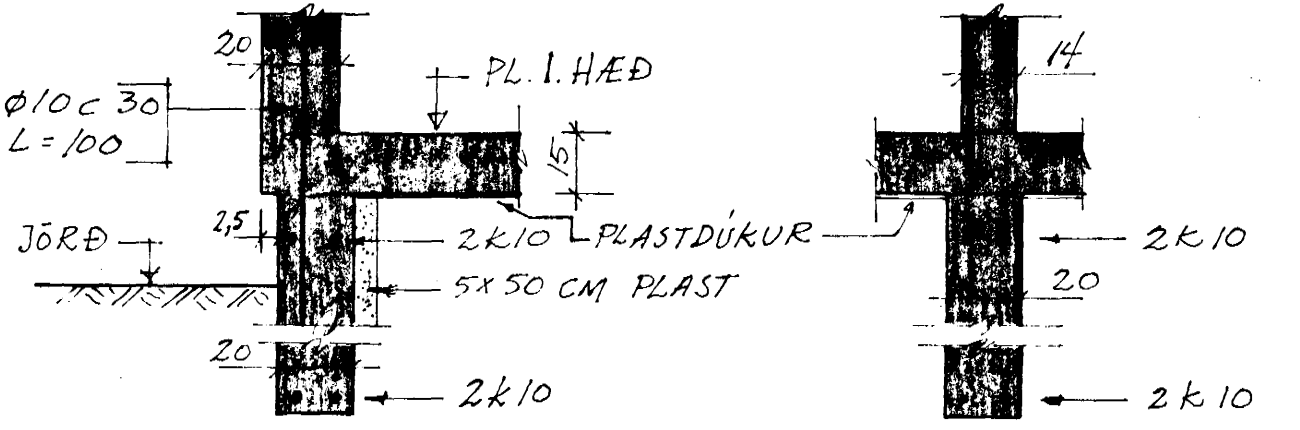 20
PL. 1. HÆÐ
14
Ø10 c 30
L = 100
15
2,5
JÖRÐ
2K10
PLASTDÚKUR
2K10
5x50 CM PLAST
20
20
2K10
2K10